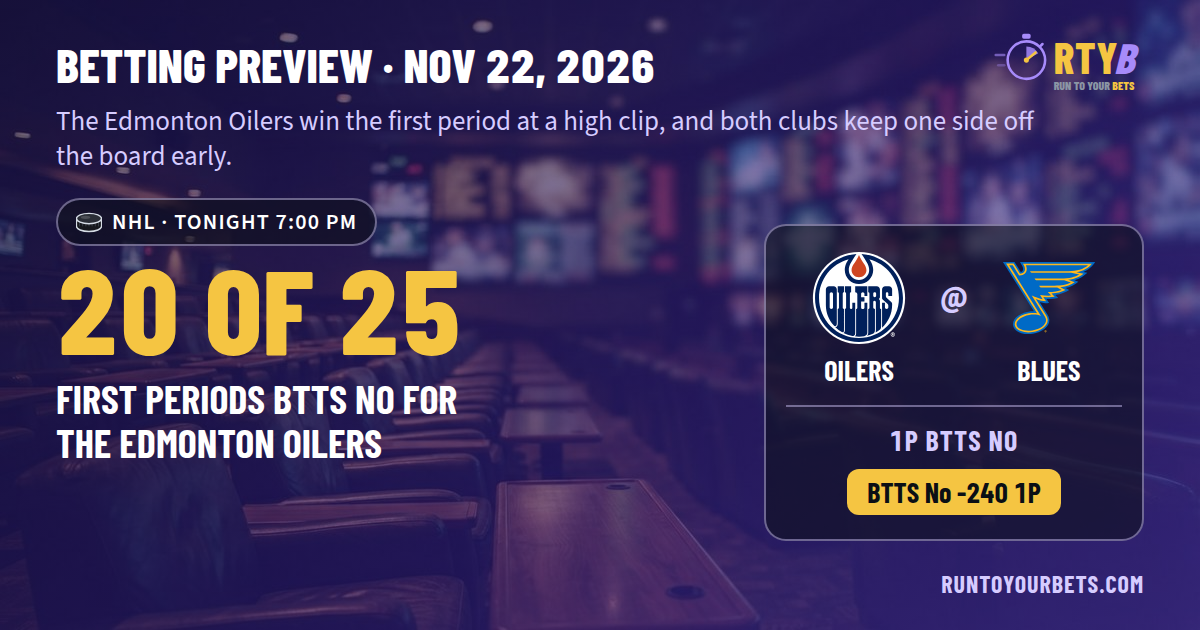 BETTING PREVIEW · NOV 22, 2026
RTYB
RUN TO YOUR BETS
The Edmonton Oilers win the first period at a high clip, and both clubs keep one side off
the board early.
NHL · TONIGHT 7:00 PM
20 OF 25
FIRST PERIODS BTTS NO FOR
THE EDMONTON OILERS
OILERS
@
OILERS
BLUES
1P BTTS NO
BTTS No -240 1P
RUNTOYOURBETS.COM